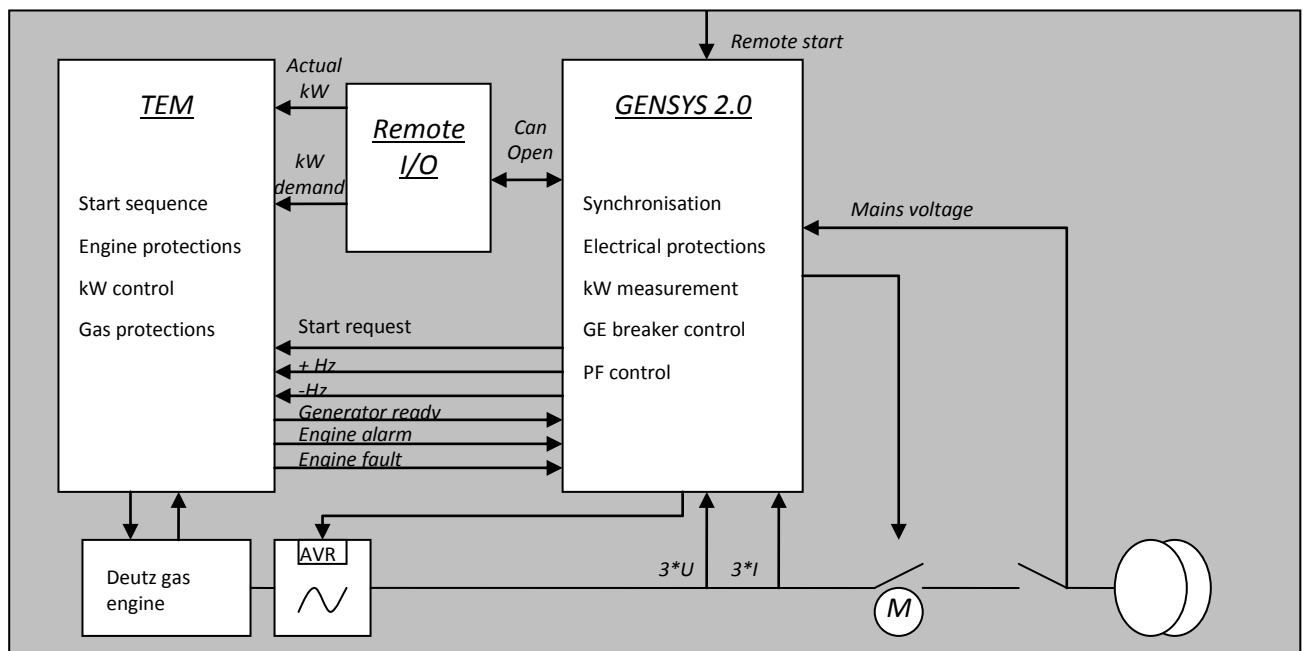 Remote start
Actual
kW
TEM
GENSYS 2.0
Remote
I/O
Can
Open
kW
demand
Start sequence
Engine protections
kW control
Gas protections
Synchronisation
Electrical protections
kW measurement
GE breaker control
PF control
Mains voltage
Start request
+ Hz
-Hz
Generator ready
Engine alarm
Engine fault
AVR
Deutz gas
engine
3*U
3*I
M